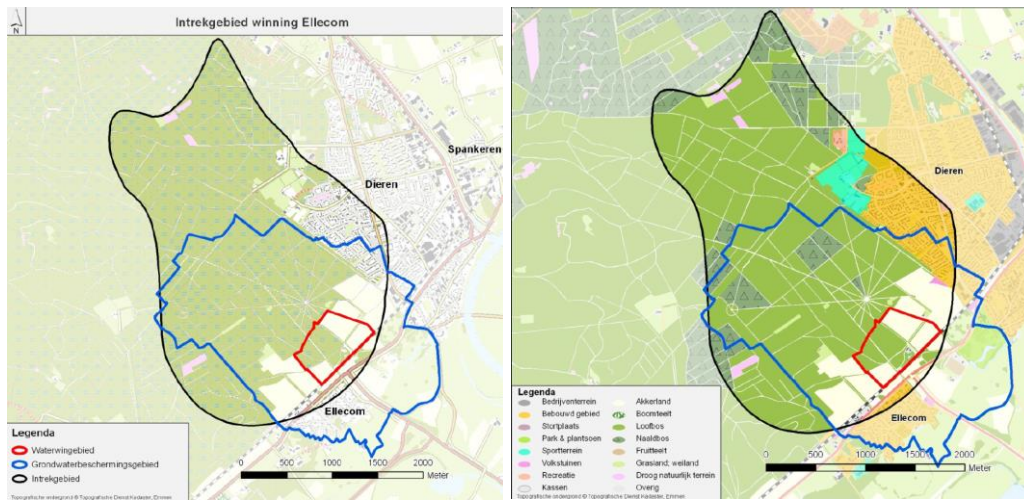 Intrekgebied winning Ellecom
N
Spankeren
Dieren
Ellecom
Legenda
Waterwingebied
Grondwaterbeschermingsgebied
Intrekgebied
0 500 1000 1500 2000
Meter
Topografische ondergrond © Topografische Dienst Kadaster, Emmen
Dieren
Ellecom
Legenda
Bedrijventerrein
Bebouwd gebied
Stortplaats
Park & plantsoen
Sportterrein
Volkstuinen
Recreatie
Kassen
Akkerland
Boomteelt
Loofbos
Naaldbos
Fruitteelt
Grasland; weiland
Droog natuurlijk terrein
Overig
0 500 1000 1500 2000
Meter
Topografische ondergrond © Topografische Dienst Kadaster, Emmen